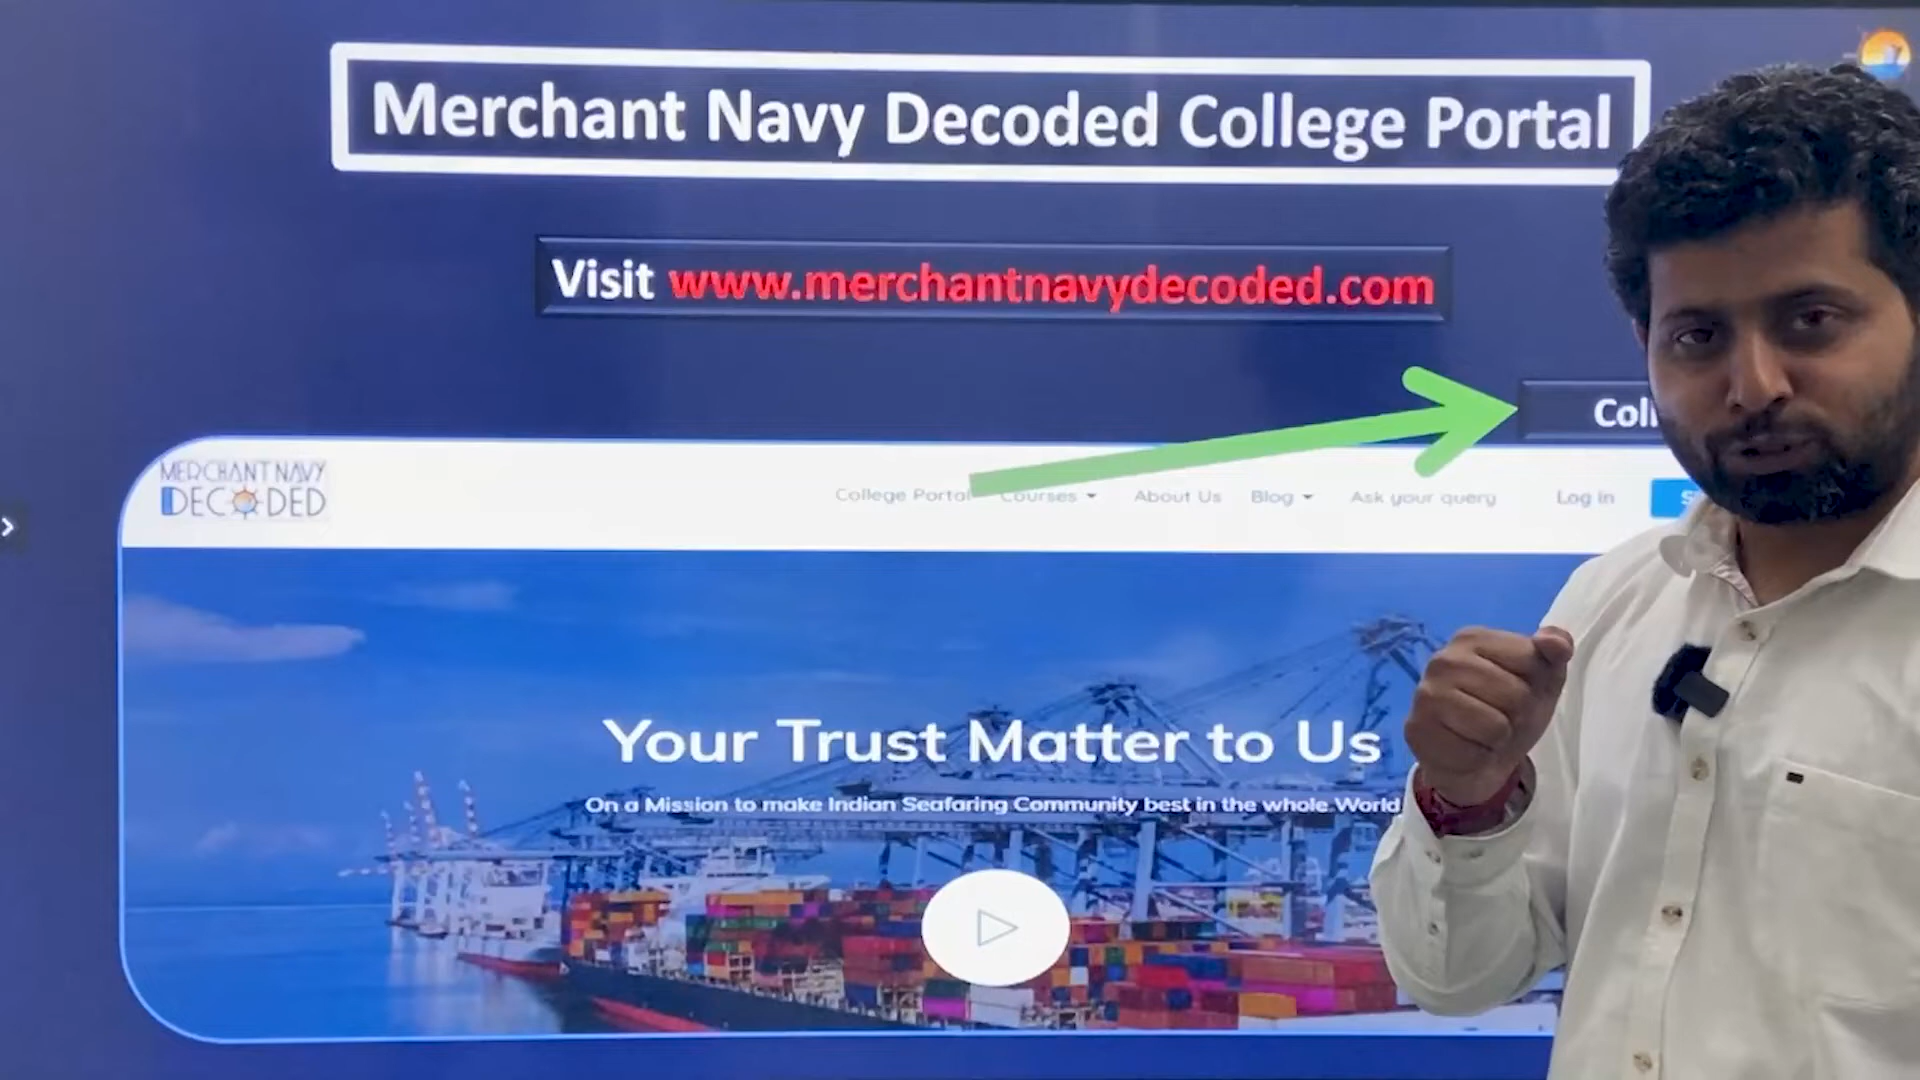 Merchant Navy Decoded College Portal
Visit www.merchantnavydecoded.com
MERCHANT NAVY
DECODED
College Portal Courses About Us Blog Ask your query Log in
Your Trust Matter to Us
On a Mission to make Indian Seafaring Community best in the whole World